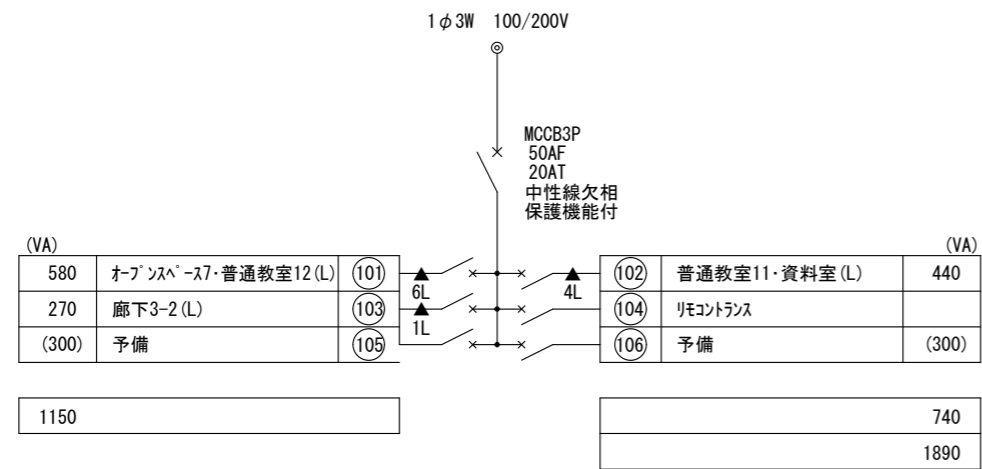 1φ3W 100/200V
MCCB3P
50AF
20AT
中性線欠相
保護機能付
(VA)
(VA)
580 ｵｰﾌﾟﾝｽﾍﾟｰｽ7･普通教室12(L) 101
6L
4L
102 普通教室11･資料室(L) 440
270 廊下3-2(L) 103
1L
104 ﾘﾓｺﾝﾄﾗﾝｽ
(300) 予備 105
106 予備 (300)
1150
740
1890